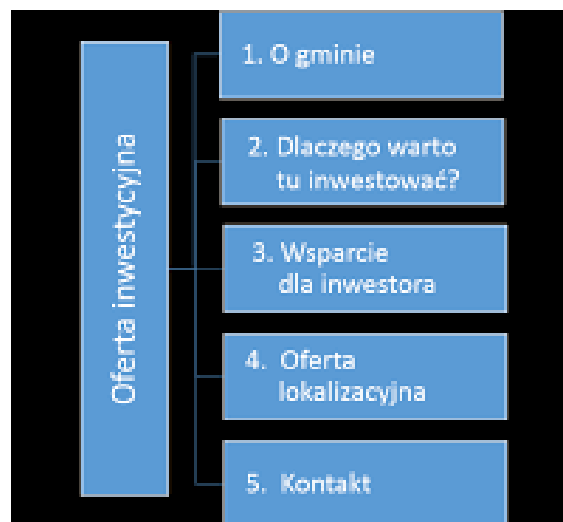 Oferta inwestycyjna
1. O gminie
2. Dlaczego warto
tu inwestować?
3. Wsparcie
dla inwestora
4. Oferta
lokalizacyjna
5. Kontakt